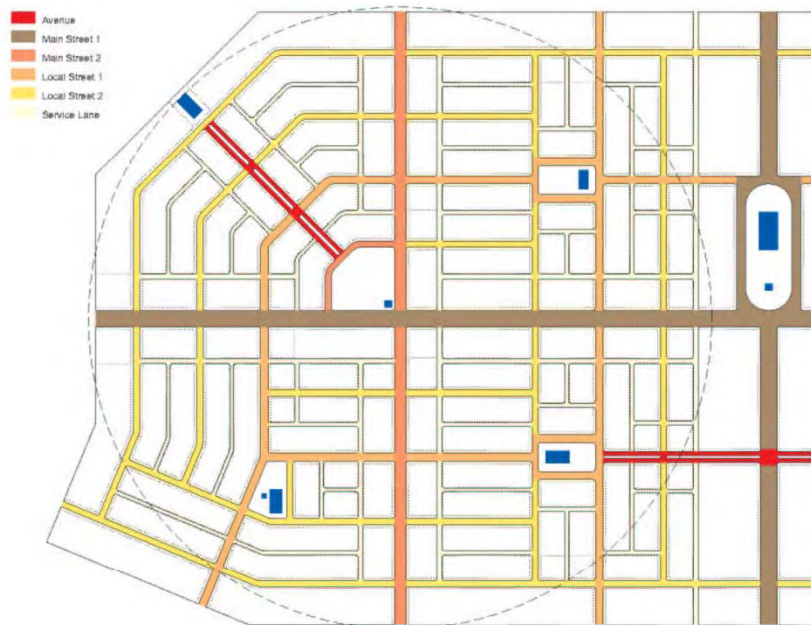 Avenue
Main Street 1
Main Street 2
Local Street 1
Local Street 2
Service Lane